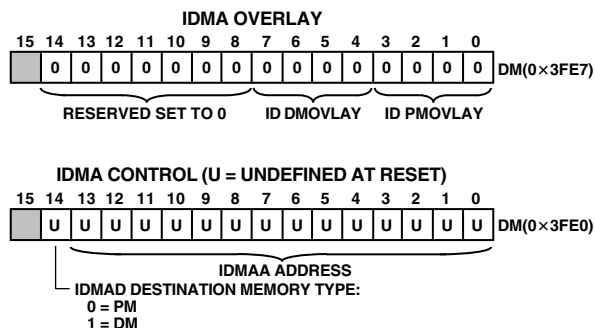 IDMA OVERLAY
15 14 13 12 11 10 9 8 7 6 5 4 3 2 1 0
0 0 0 0 0 0 0 0 0 0 0 0 0 0 0 DM(0×3FE7)
RESERVED SET TO 0 ID DMOVLAY ID PMOVLAY
IDMA CONTROL (U = UNDEFINED AT RESET)
15 14 13 12 11 10 9 8 7 6 5 4 3 2 1 0
U U U U U U U U U U U U U U U DM(0×3FE0)
IDMAA ADDRESS
IDMAD DESTINATION MEMORY TYPE:
0 = PM
1 = DM